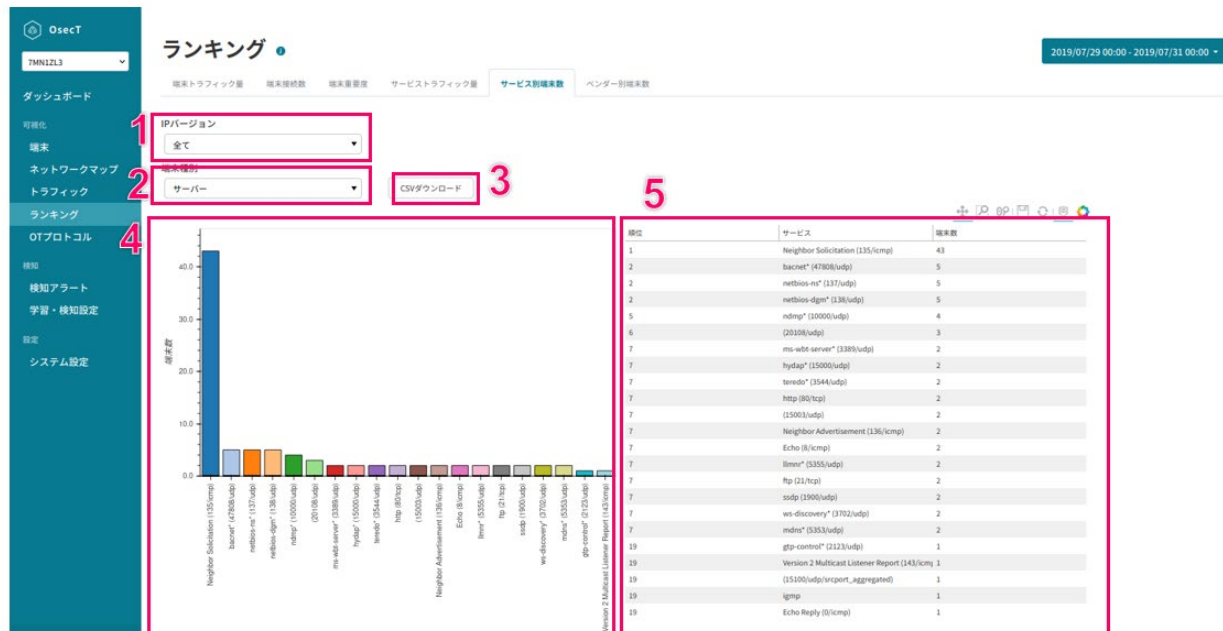 OsecT
7MN1ZL3
ダッシュボード
可視化
端末
ネットワークマップ
トラフィック
ランキング
OTプロトコル
検知
検知アラート
学習・検知設定
設定
システム設定
ランキング
2019/07/29 00:00 - 2019/07/31 00:00
端末トラフィック量 端末接続数 端末重要度 サービストラフィック量 サービス別端末数 ベンダー別端末数
1
IPバージョン
全て
2
端末種別
サーバー
CSVダウンロード
3
4
端末数
40.0
30.0
20.0
10.0
0.0
Neighbor Solicitation (135/icmp)
bacnet* (47808/udp)
netbios-ns* (137/udp)
netbios-dgm* (138/udp)
ndmp* (10000/udp)
(20108/udp)
ms-wbt-server* (3389/udp)
hydap* (15000/udp)
teredo* (3544/udp)
http (80/tcp)
(15003/udp)
Neighbor Advertisement (136/icmp)
Echo (8/icmp)
llmnr* (5355/udp)
ftp (21/tcp)
ssdp (1900/udp)
ws-discovery* (3702/udp)
mdns* (5353/udp)
gtp-control* (2123/udp)
Version 2 Multicast Listener Report (143/icmp)
5
順位 サービス 端末数
1 Neighbor Solicitation (135/icmp) 43
2 bacnet* (47808/udp) 5
2 netbios-ns* (137/udp) 5
2 netbios-dgm* (138/udp) 5
5 ndmp* (10000/udp) 4
6 (20108/udp) 3
7 ms-wbt-server* (3389/udp) 2
7 hydap* (15000/udp) 2
7 teredo* (3544/udp) 2
7 http (80/tcp) 2
7 (15003/udp) 2
7 Neighbor Advertisement (136/icmp) 2
7 Echo (8/icmp) 2
7 llmnr* (5355/udp) 2
7 ftp (21/tcp) 2
7 ssdp (1900/udp) 2
7 ws-discovery* (3702/udp) 2
7 mdns* (5353/udp) 2
19 gtp-control* (2123/udp) 1
19 Version 2 Multicast Listener Report (143/icmp 1
19 (15100/udp/srcport_aggregated) 1
19 igmp 1
19 Echo Reply (0/icmp) 1